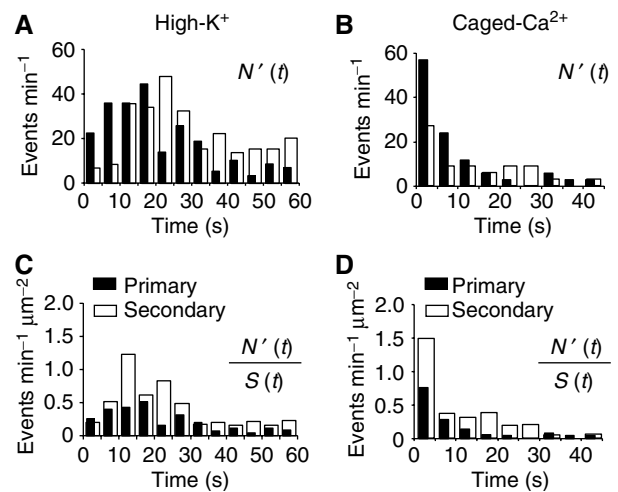 A High-K⁺
60
40
20
0
Events min⁻¹
N′ (t)
0 10 20 30 40 50 60
Time (s)
B Caged-Ca²⁺
60
40
20
0
Events min⁻¹
N′ (t)
0 10 20 30 40
Time (s)
C
Primary
Secondary
2.0
1.5
1.0
0.5
0
Events min⁻¹ μm⁻²
N′ (t)
S (t)
0 10 20 30 40 50 60
Time (s)
D
Primary
Secondary
2.0
1.5
1.0
0.5
0
Events min⁻¹ μm⁻²
N′ (t)
S (t)
0 10 20 30 40
Time (s)